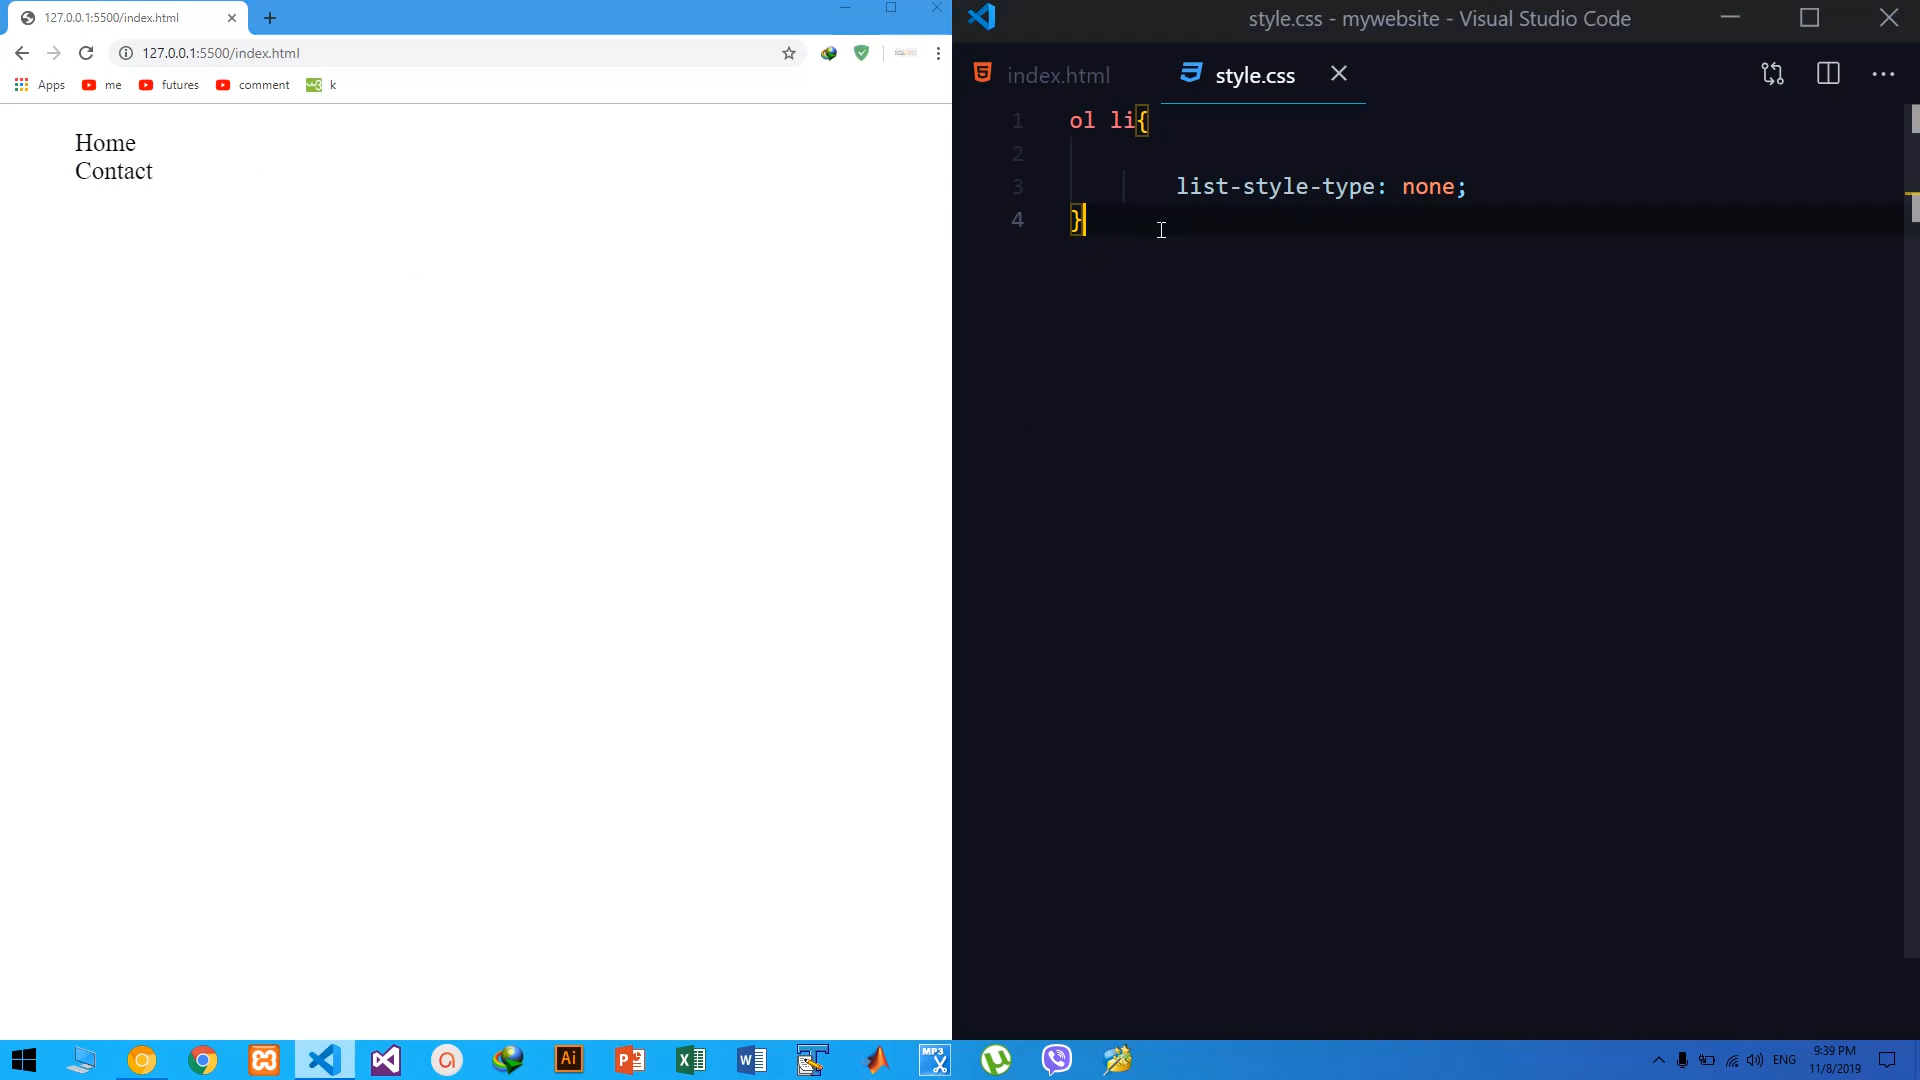 127.0.0.1:5500/index.html
style.css - mywebsite - Visual Studio Code
127.0.0.1:5500/index.html
index.html
style.css
Apps
me
futures
comment
k
Home
Contact
1 ol li{
2
3 list-style-type: none;
4 }
Ai
MP3
ENG
9:39 PM
11/8/2019